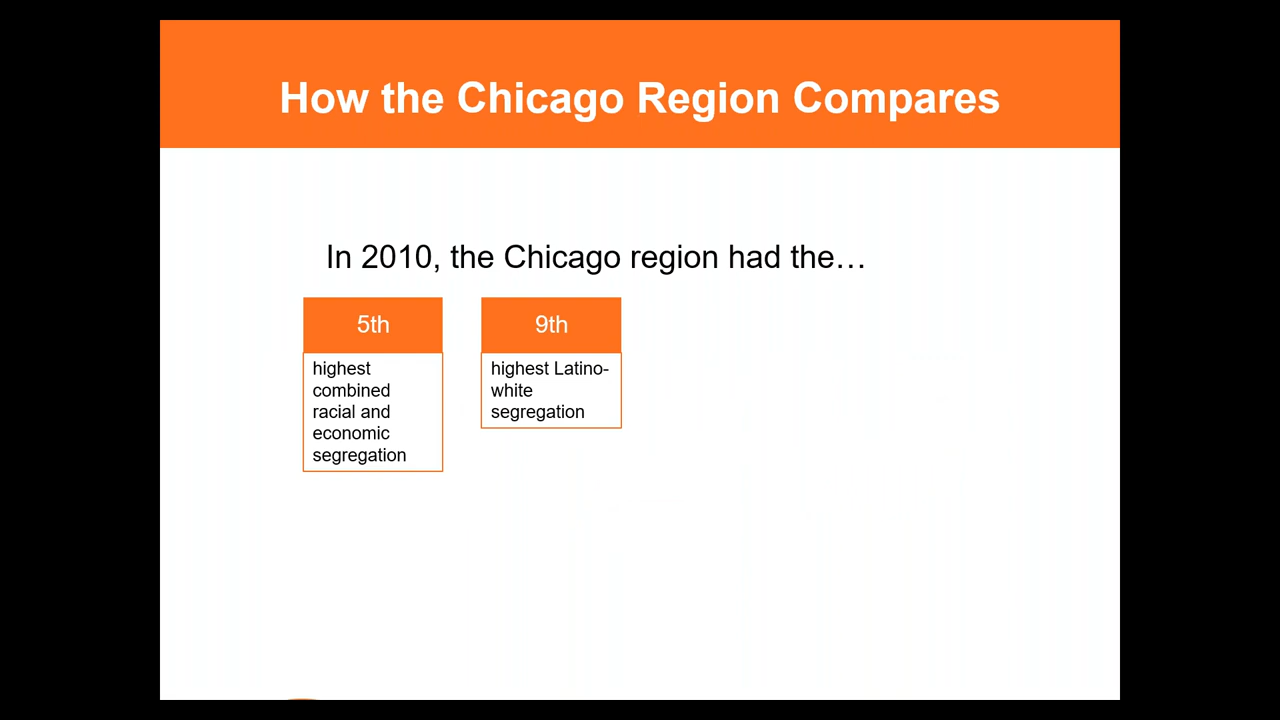 How the Chicago Region Compares
In 2010, the Chicago region had the…
5th
highest
combined
racial and
economic
segregation
9th
highest Latino-
white
segregation